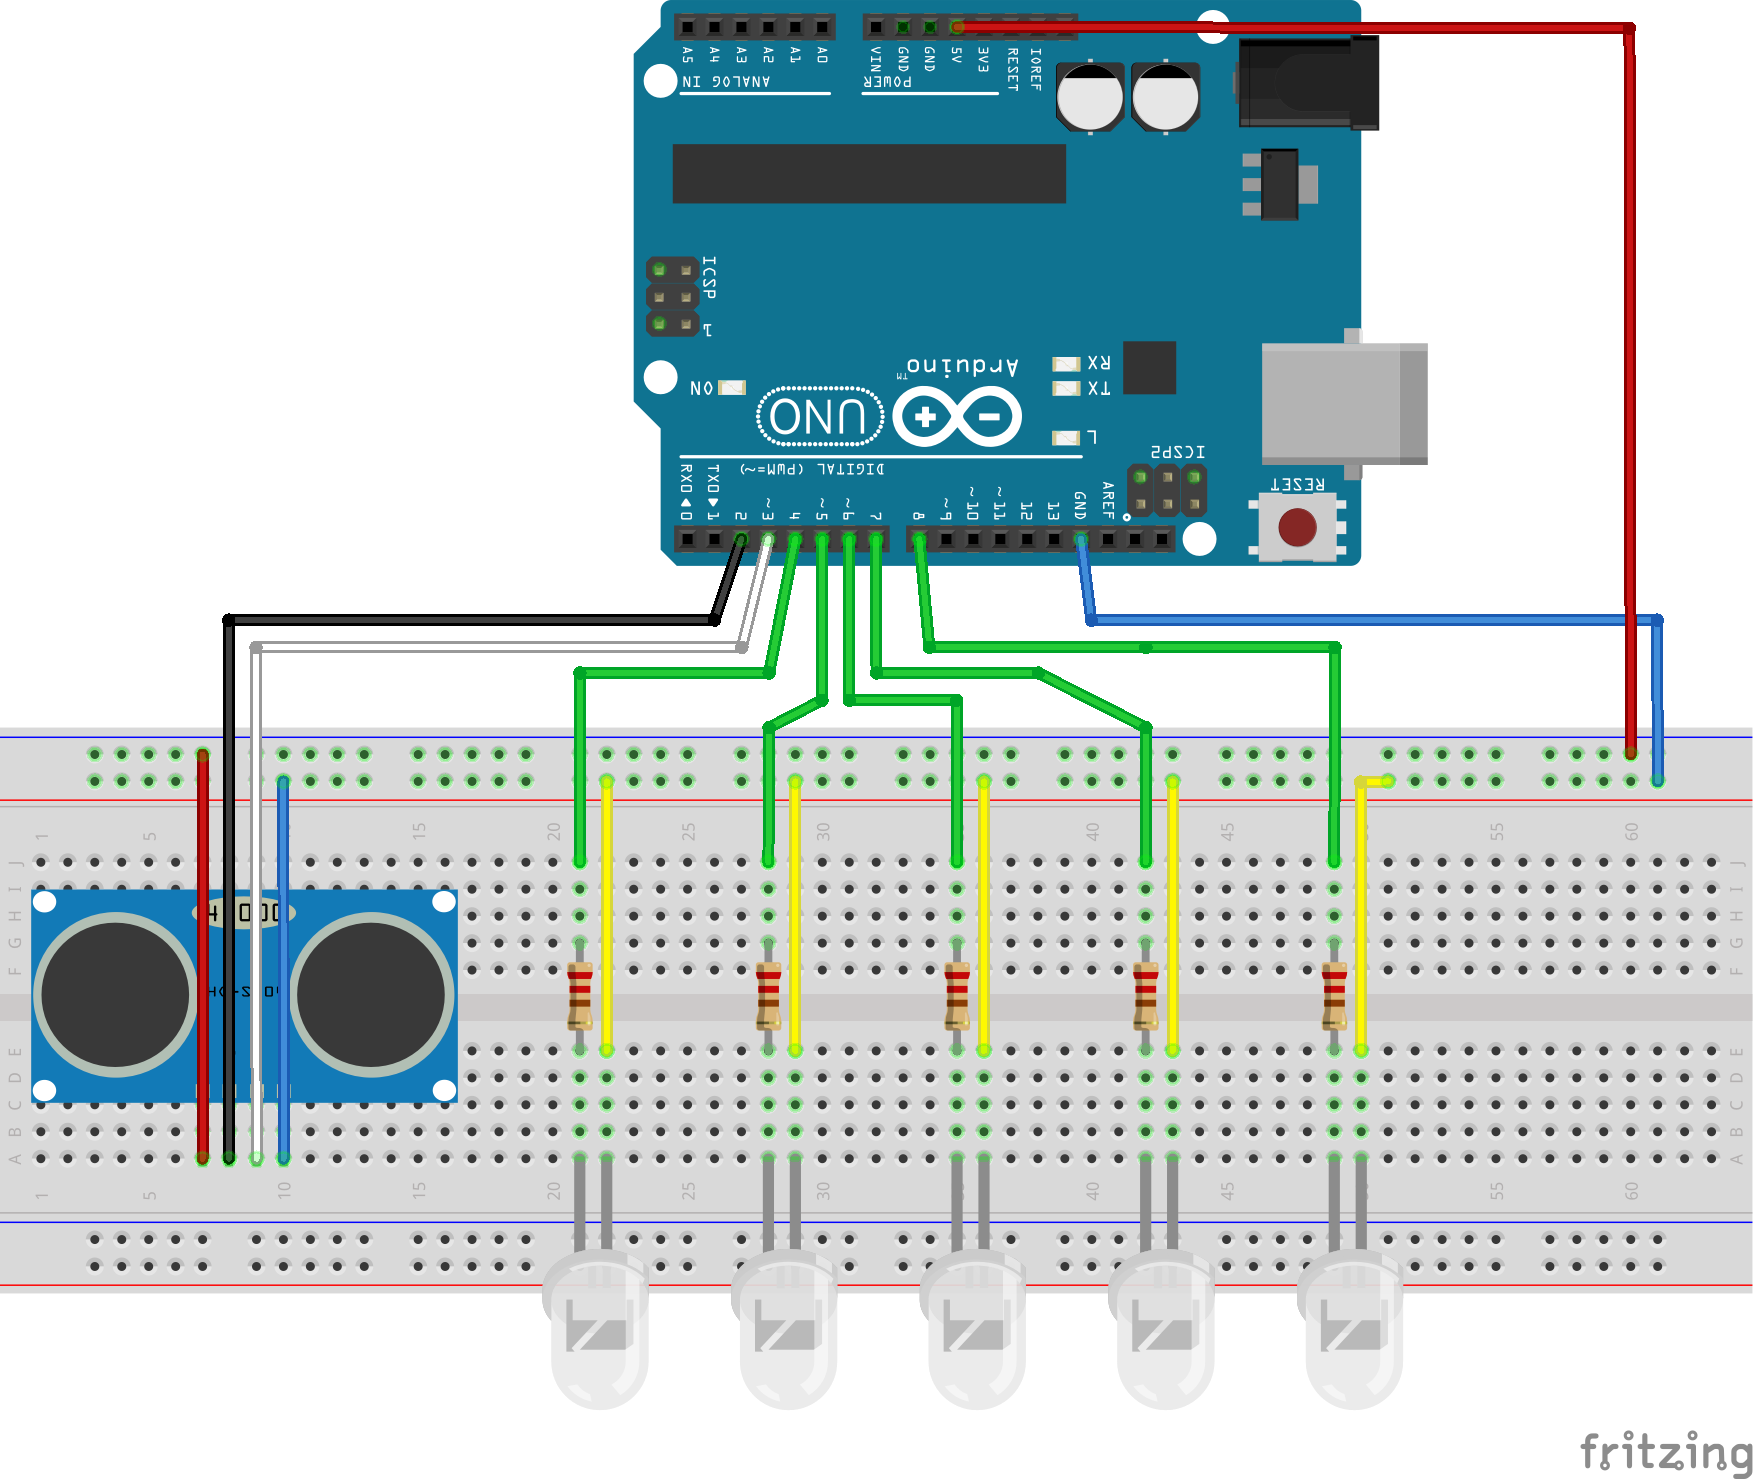 A5 A4 A3 A2 A1 A0 VIN GND GND 5V 3V3 RESET IOREF
ANALOG IN POWER
ICSP
1
Arduino
TM
RX
TX
ON
UNO
L
ICSP2
RESET
DIGITAL (PWM=~)
RX0 0 TX0 1 2 ~3 4 ~5 ~6 7 8 ~9 ~10 ~11 12 13 GND AREF
1 5 15 20 25 30 40 45 55 60
J J
I I
H H
G G
F F
E E
D D
C C
B B
A A
1 5 10 15 20 25 30 40 45 55 60
fritzing